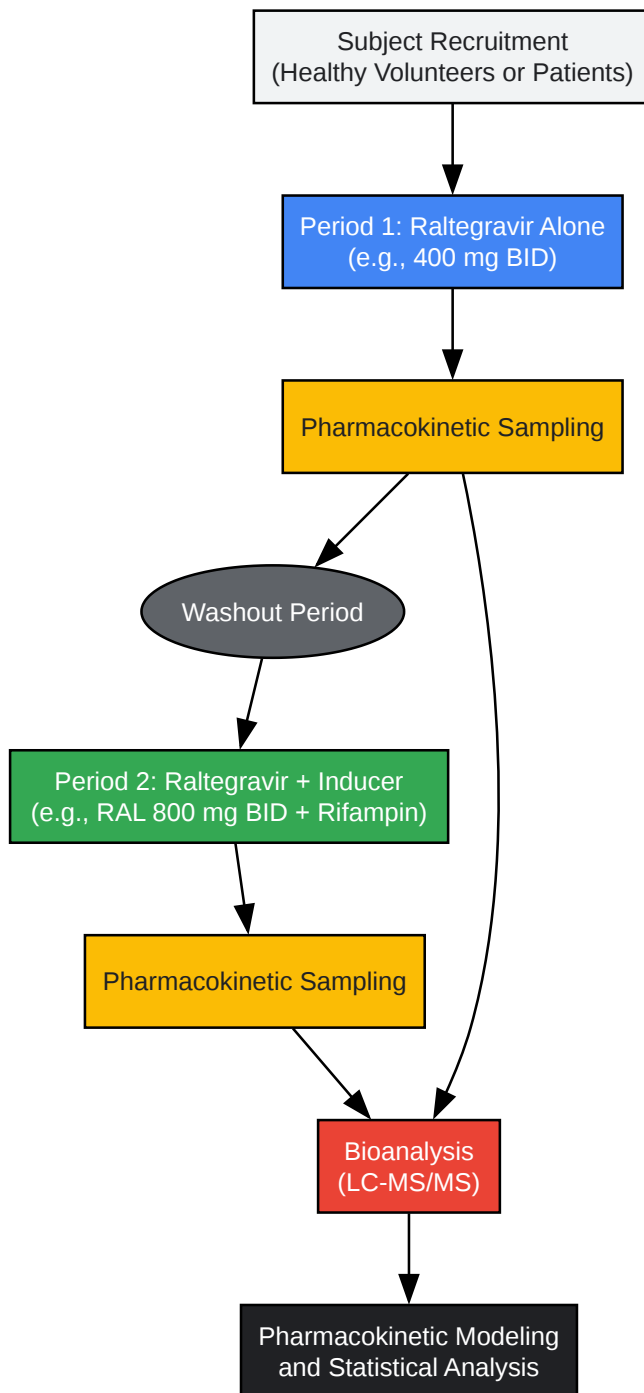 Subject Recruitment
(Healthy Volunteers or Patients)
Period 1: Raltegravir Alone
(e.g., 400 mg BID)
Pharmacokinetic Sampling
Washout Period
Period 2: Raltegravir + Inducer
(e.g., RAL 800 mg BID + Rifampin)
Pharmacokinetic Sampling
Bioanalysis
(LC-MS/MS)
Pharmacokinetic Modeling
and Statistical Analysis